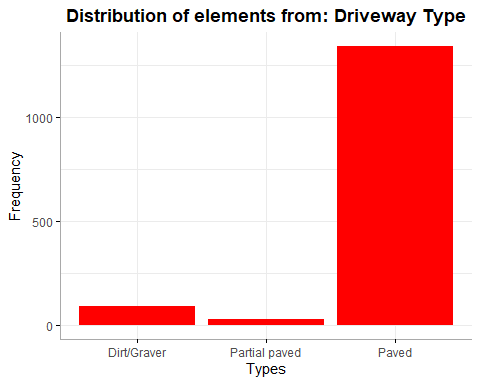 Distribution of elements from: Driveway Type
1000
500
0
Frequency
Dirt/Graver
Partial paved
Paved
Types